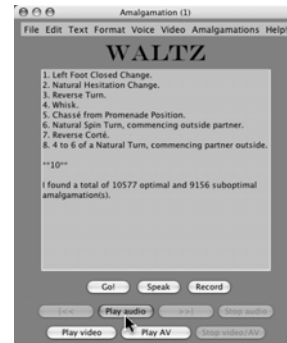 Amalgamation (1)
File Edit Text Format Voice Video Amalgamations Help!
WALTZ
1. Left Foot Closed Change.
2. Natural Hesitation Change.
3. Reverse Turn.
4. Whisk.
5. Chassé from Promenade Position.
6. Natural Spin Turn, commencing outside partner.
7. Reverse Corté.
8. 4 to 6 of a Natural Turn, commencing partner outside.
**10**
I found a total of 10577 optimal and 9156 suboptimal
amalgamation(s).
Go! Speak Record
|<< Play audio >>| Stop audio
Play video Play AV Stop video/AV